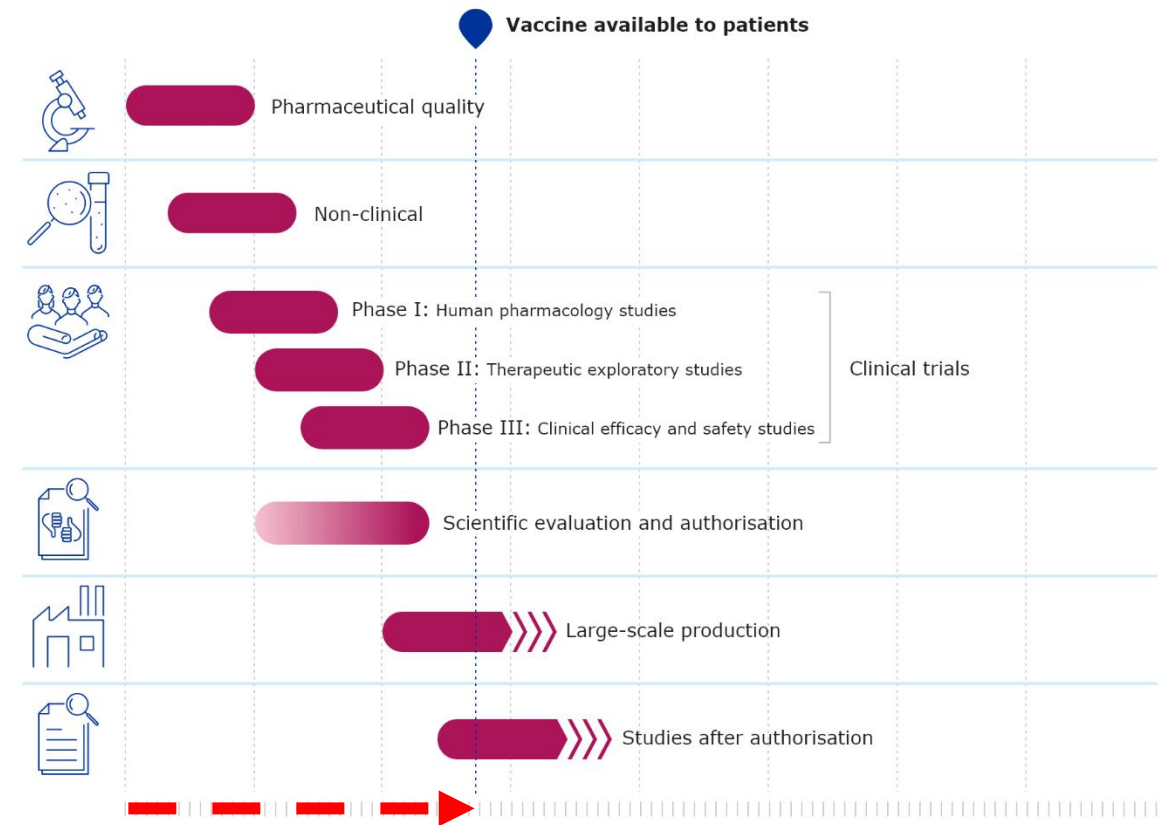 Vaccine available to patients
Pharmaceutical quality
Non-clinical
Phase I: Human pharmacology studies
Phase II: Therapeutic exploratory studies
Clinical trials
Phase III: Clinical efficacy and safety studies
Scientific evaluation and authorisation
Large-scale production
Studies after authorisation